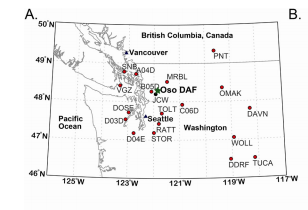 A.
B.
50°N
British Columbia, Canada
Vancouver
PNT
SNB
A04D
49°N
MRBL
VGZ
B05D
Oso DAF
OMAK
48°N
JCW
TOLT
C06D
DOSE
DAVN
Seattle
D03D
RATT
Washington
Pacific
Ocean
47°N
D04E
STOR
WOLL
DDRF
TUCA
46°N
125°W
123°W
121°W
119°W
117°W